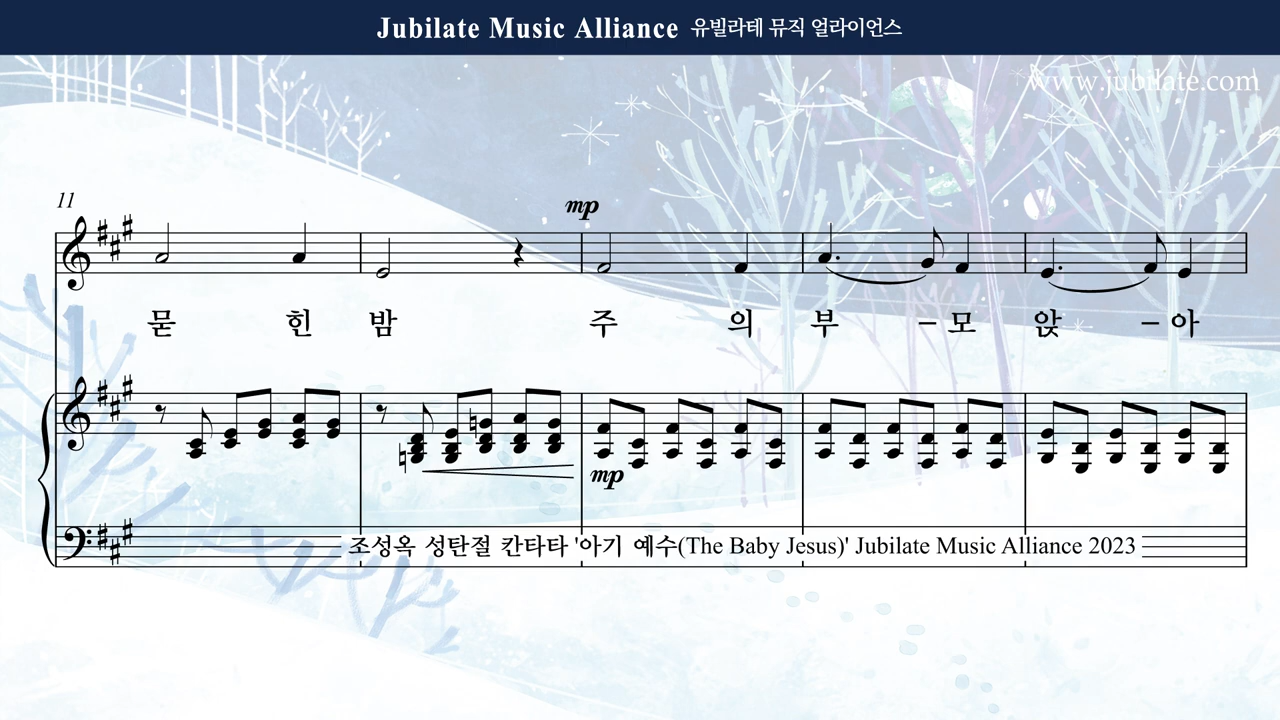 Jubilate Music Alliance 유빌라테 뮤직 얼라이언스
www.jubilate.com
11
mp
묻 힌 밤 주 의 부 - 모 앉 - 아
mp
조성옥 성탄절 칸타타 '아기 예수(The Baby Jesus)' Jubilate Music Alliance 2023